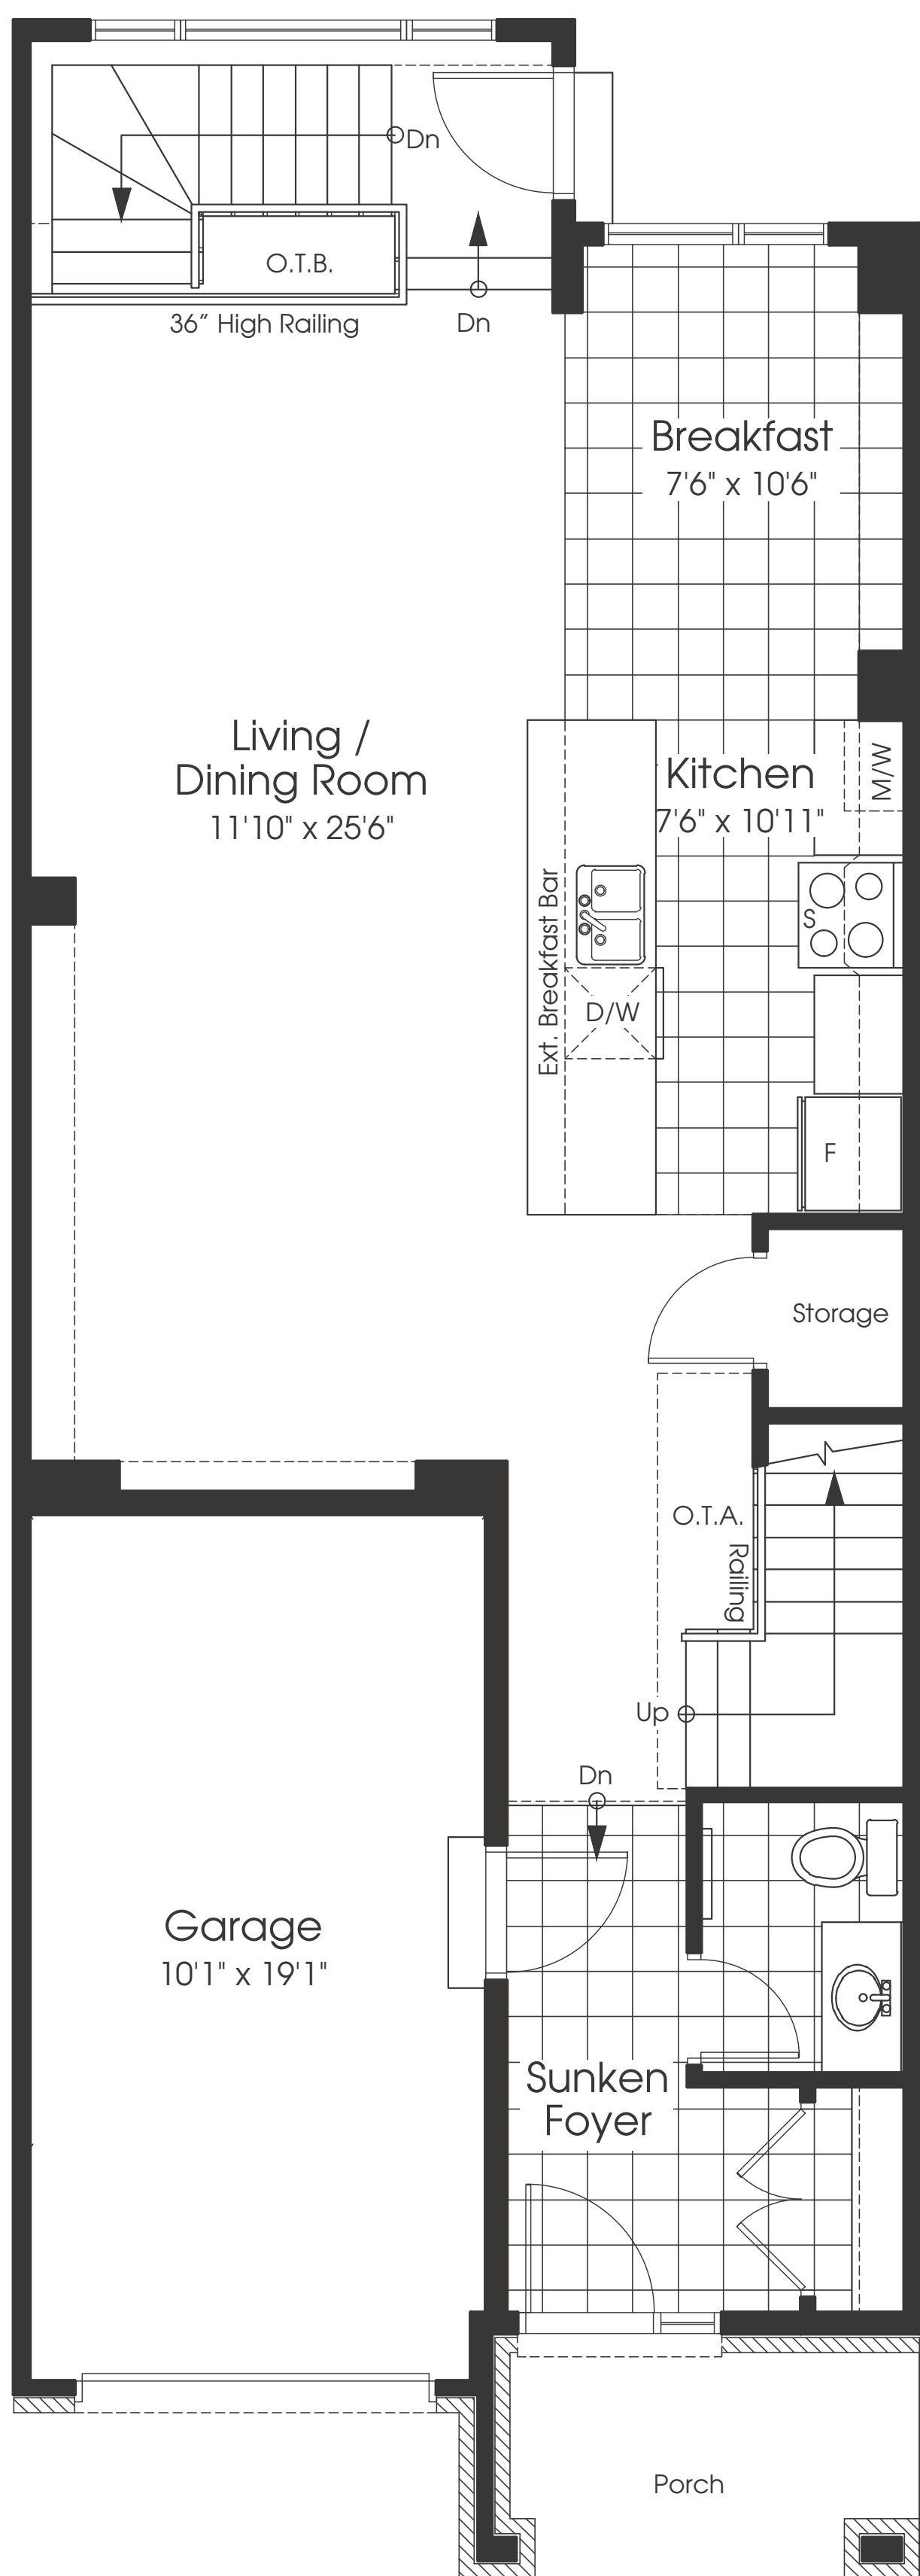 Dn
O.T.B.
36" High Railing
Dn
Breakfast
7'6" x 10'6"
Living /
Dining Room
11'10" x 25'6"
Kitchen
7'6" x 10'11"
M/W
S
Ext. Breakfast Bar
D/W
F
Storage
O.T.A.
Railing
Up
Dn
Garage
10'1" x 19'1"
Sunken
Foyer
Porch